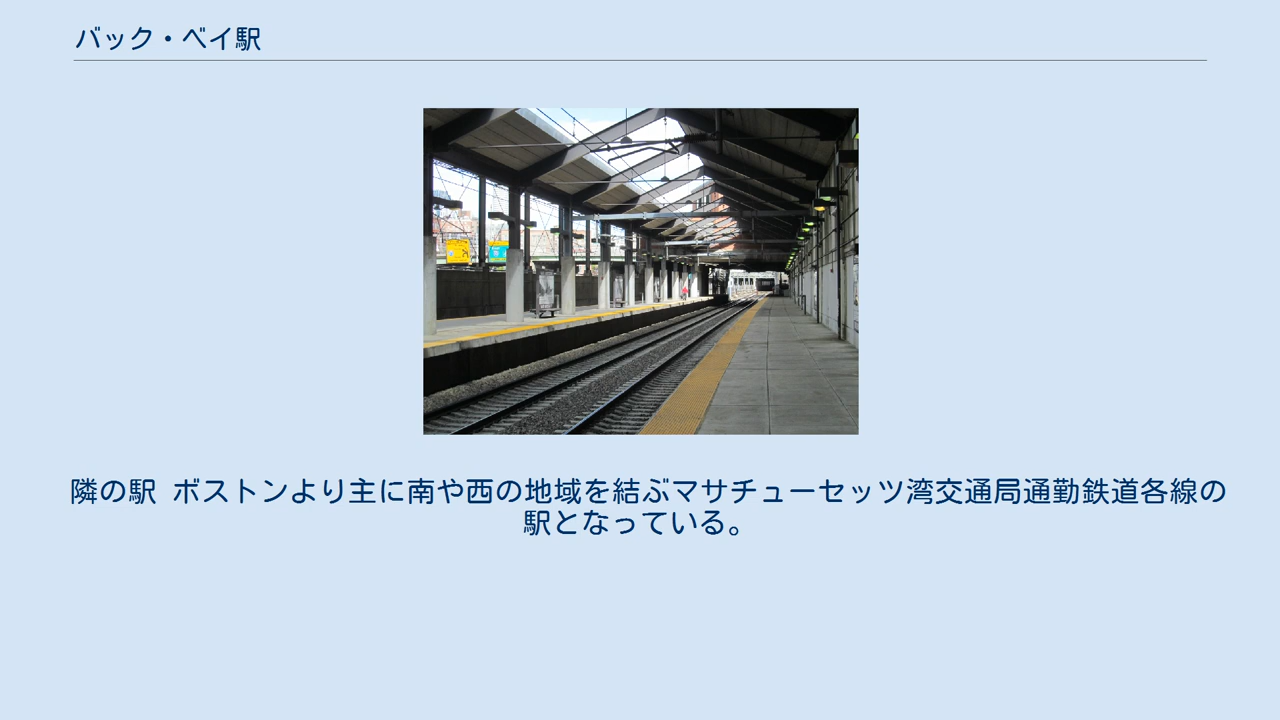 バック・ベイ駅
隣の駅 ボストンより主に南や西の地域を結ぶマサチューセッツ湾交通局通勤鉄道各線の
駅となっている。